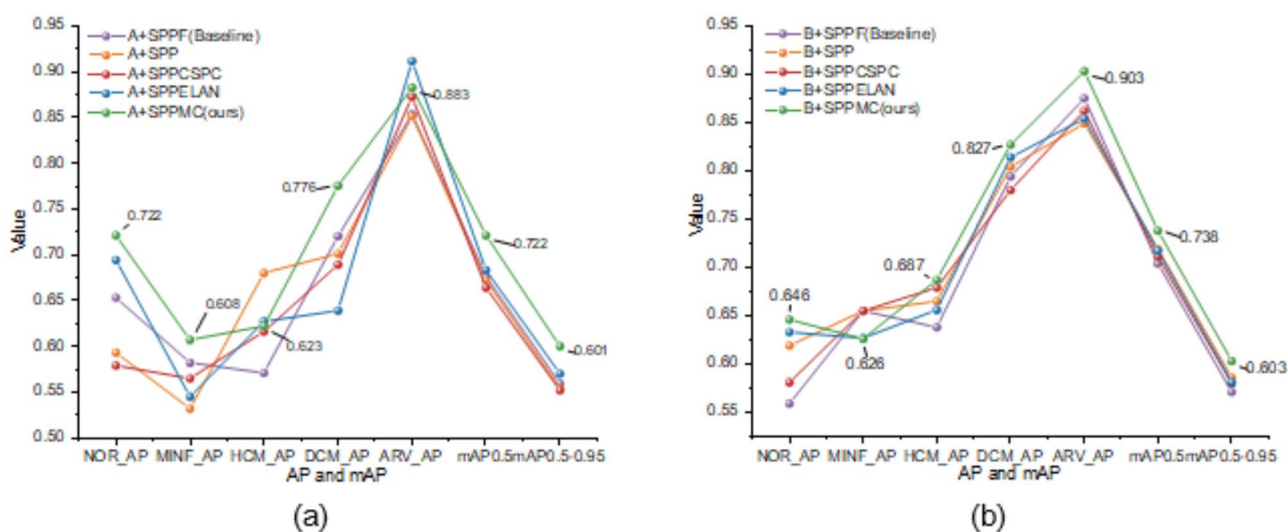 0.95
0.90
0.85
0.80
0.75
0.70
0.65
0.60
0.55
0.50
Value
A+SPPF(Baseline)
A+SPP
A+SPPCSPC
A+SPPELAN
A+SPPMC(ours)
0.722
0.608
0.623
0.776
0.883
0.722
0.601
NOR_AP MINF_AP HCM_AP DCM_AP ARV_AP mAP0.5 mAP0.5-0.95
AP and mAP
(a)
0.95
0.90
0.85
0.80
0.75
0.70
0.65
0.60
0.55
Value
B+SPPF(Baseline)
B+SPP
B+SPPCSPC
B+SPPELAN
B+SPPMC(ours)
0.646
0.626
0.687
0.827
0.903
0.738
0.603
NOR_AP MINF_AP HCM_AP DCM_AP ARV_AP mAP0.5 mAP0.5-0.95
AP and mAP
(b)